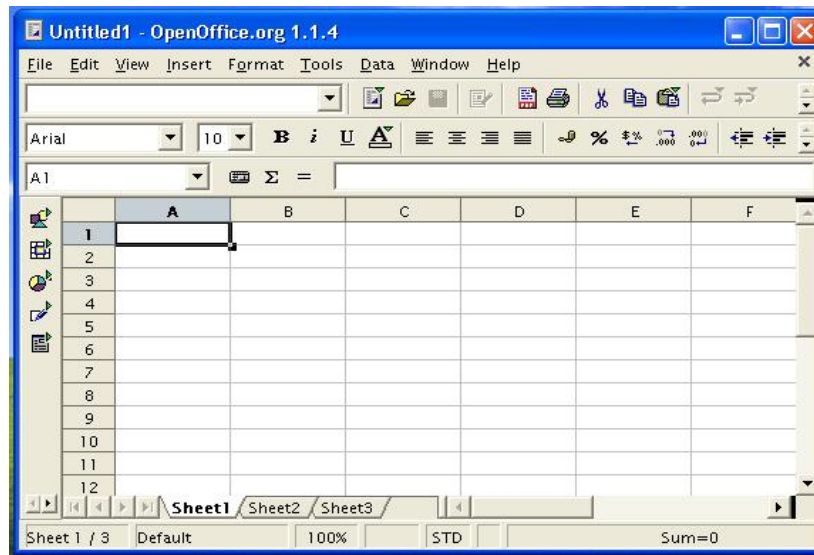 Untitled1 - OpenOffice.org 1.1.4
File Edit View Insert Format Tools Data Window Help
Arial 10 B i U A % $% .000 .000
A1 Σ =
A B C D E F
1
2
3
4
5
6
7
8
9
10
11
12
Sheet1 Sheet2 Sheet3
Sheet 1 / 3 Default 100% STD Sum=0